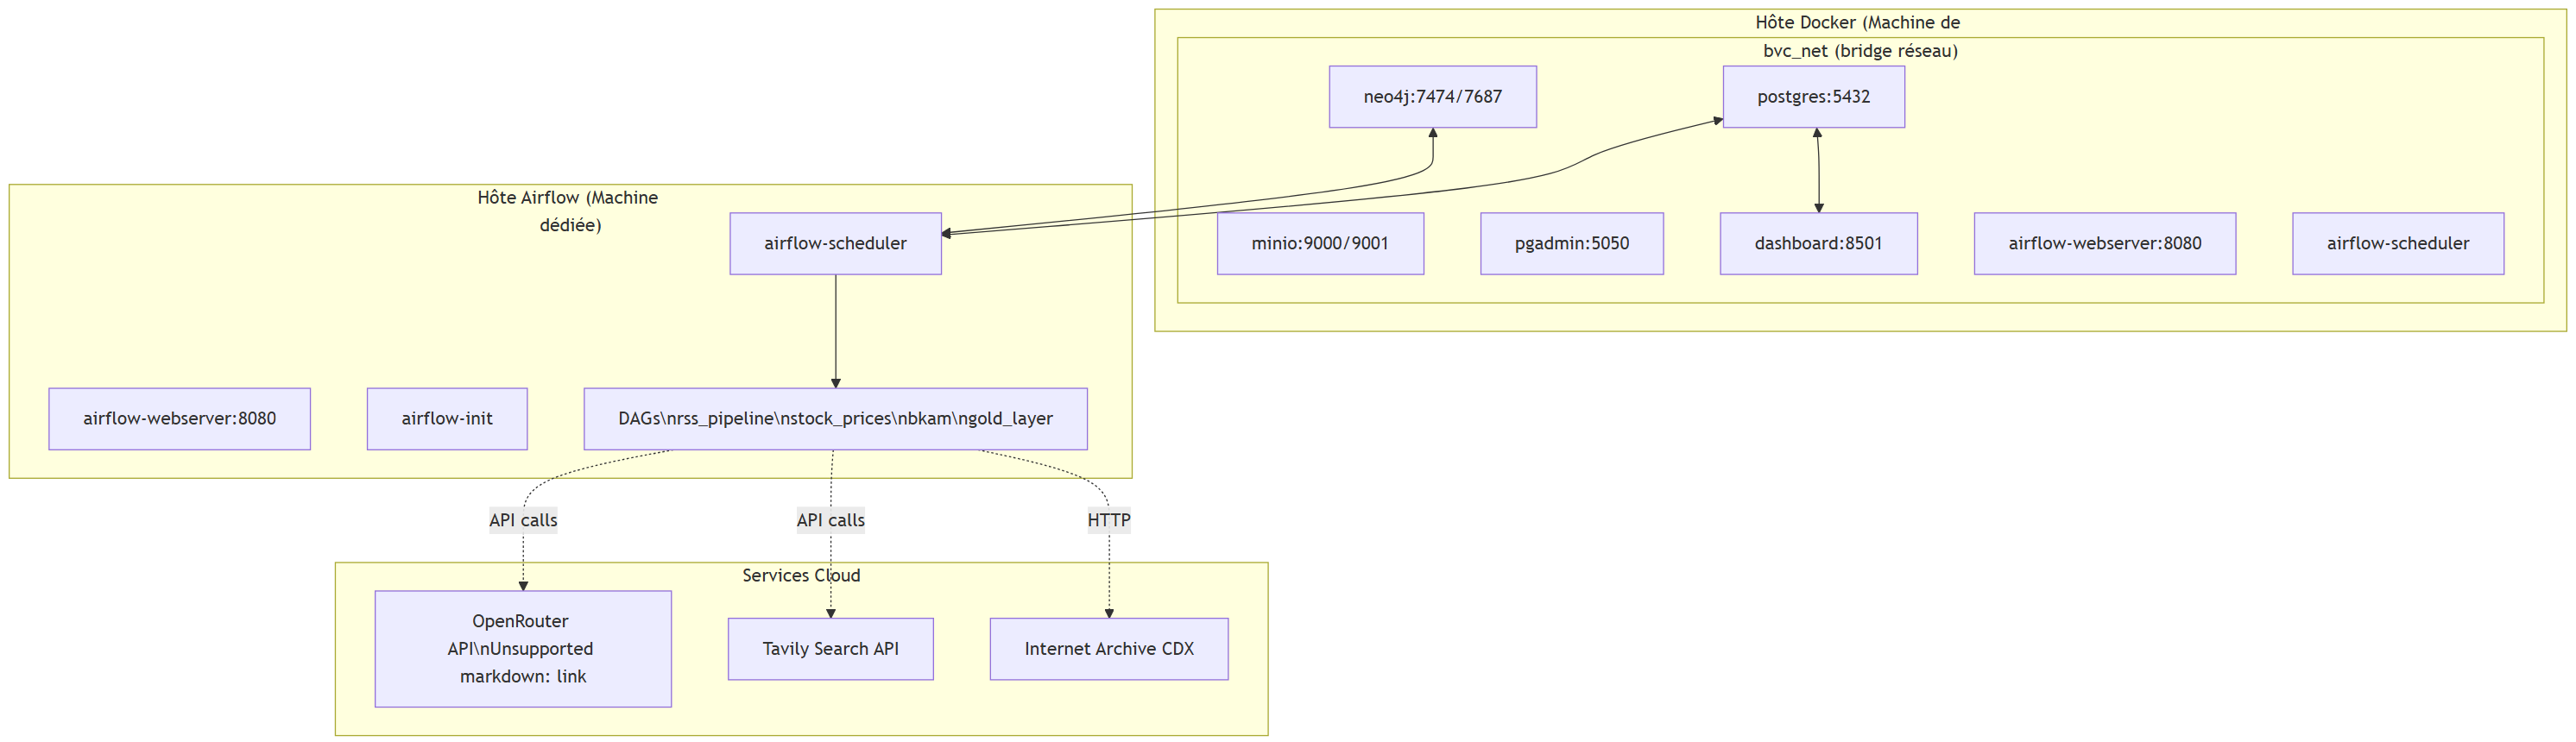 Hôte Docker (Machine de
bvc_net (bridge réseau)
neo4j:7474/7687
postgres:5432
minio:9000/9001
pgadmin:5050
dashboard:8501
airflow-webserver:8080
airflow-scheduler
Hôte Airflow (Machine
dédiée)
airflow-scheduler
airflow-webserver:8080
airflow-init
DAGs\nrss_pipeline\nstock_prices\nbkam\ngold_layer
API calls
API calls
HTTP
Services Cloud
OpenRouter
API\nUnsupported
markdown: link
Tavily Search API
Internet Archive CDX